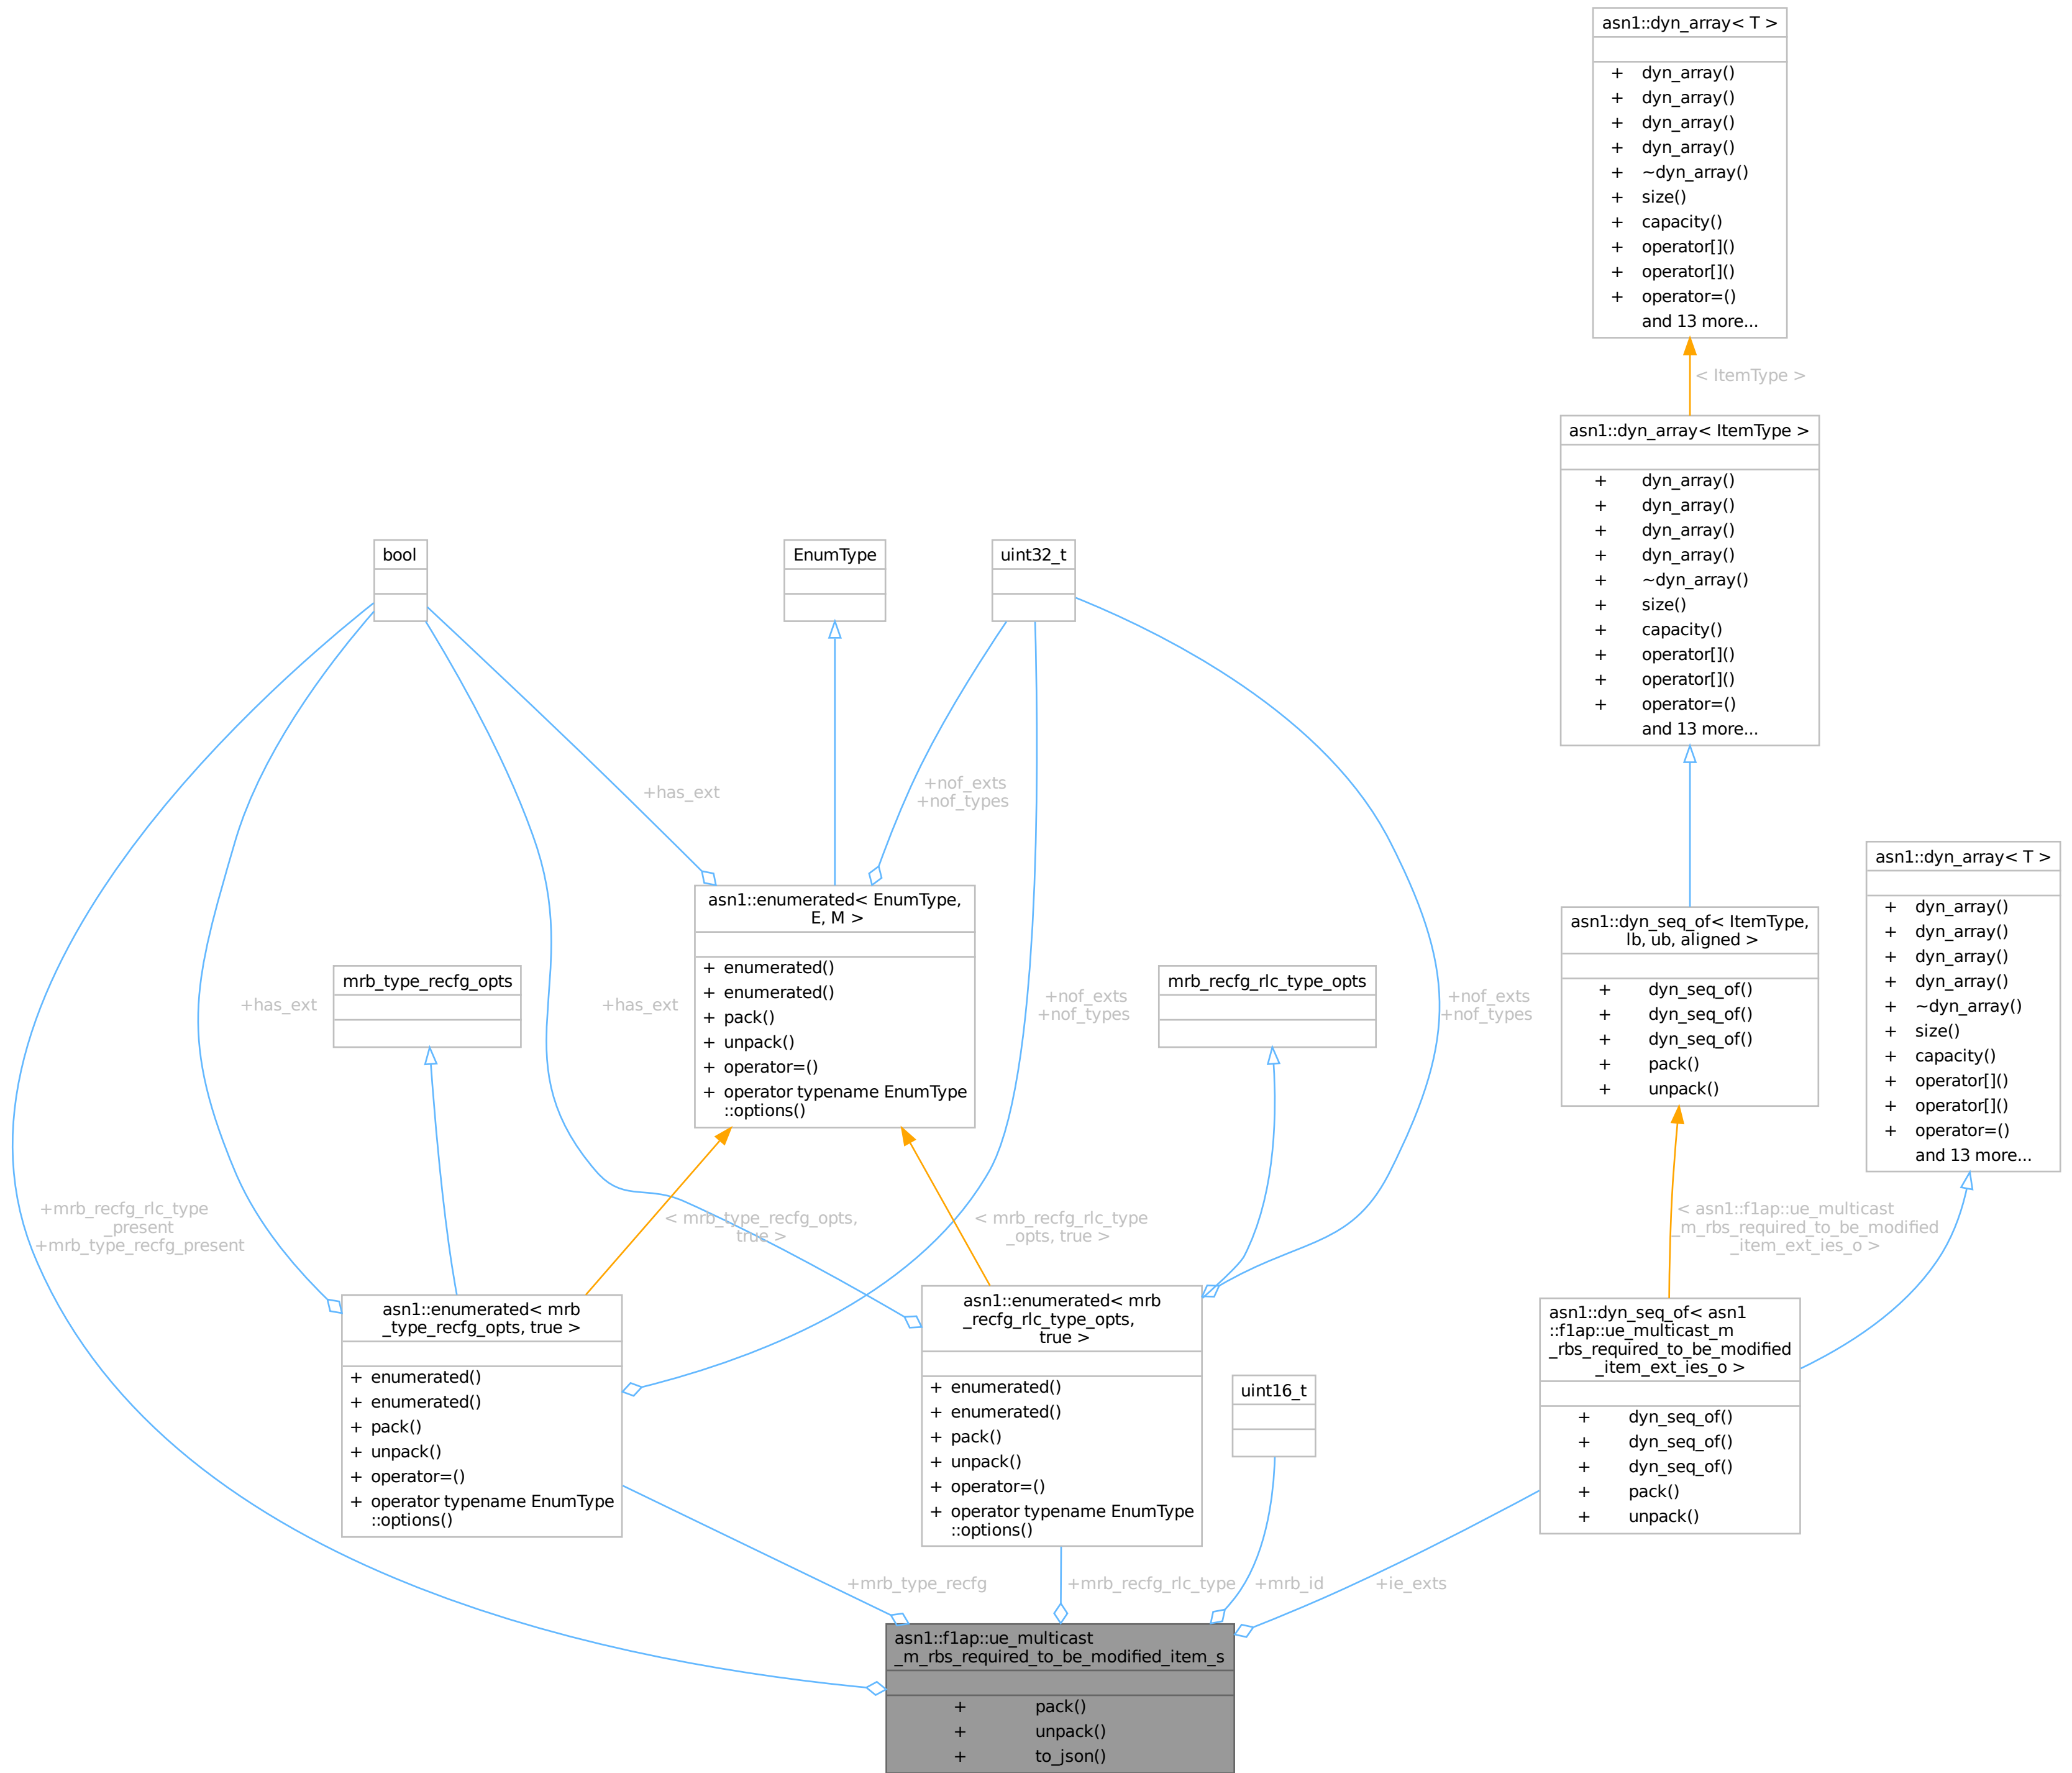 asn1::dyn_array< T >
+ dyn_array()
+ dyn_array()
+ dyn_array()
+ dyn_array()
+ ~dyn_array()
+ size()
+ capacity()
+ operator[]()
+ operator[]()
+ operator=()
and 13 more...
< ItemType >
asn1::dyn_array< ItemType >
+ dyn_array()
+ dyn_array()
+ dyn_array()
+ dyn_array()
+ ~dyn_array()
+ size()
+ capacity()
+ operator[]()
+ operator[]()
+ operator=()
and 13 more...
bool
EnumType
uint32_t
+has_ext
+nof_exts
+nof_types
asn1::dyn_array< T >
+ dyn_array()
+ dyn_array()
+ dyn_array()
+ dyn_array()
+ ~dyn_array()
+ size()
+ capacity()
+ operator[]()
+ operator[]()
+ operator=()
and 13 more...
asn1::enumerated< EnumType,
E, M >
+ enumerated()
+ enumerated()
+ pack()
+ unpack()
+ operator=()
+ operator typename EnumType
::options()
asn1::dyn_seq_of< ItemType,
lb, ub, aligned >
+ dyn_seq_of()
+ dyn_seq_of()
+ dyn_seq_of()
+ pack()
+ unpack()
mrb_type_recfg_opts
mrb_recfg_rlc_type_opts
+has_ext
+has_ext
+nof_exts
+nof_types
+nof_exts
+nof_types
+mrb_recfg_rlc_type
_present
+mrb_type_recfg_present
< mrb_type_recfg_opts,
true >
< mrb_recfg_rlc_type
_opts, true >
< asn1::f1ap::ue_multicast
_m_rbs_required_to_be_modified
_item_ext_ies_o >
asn1::enumerated< mrb
_type_recfg_opts, true >
+ enumerated()
+ enumerated()
+ pack()
+ unpack()
+ operator=()
+ operator typename EnumType
::options()
asn1::enumerated< mrb
_recfg_rlc_type_opts,
true >
+ enumerated()
+ enumerated()
+ pack()
+ unpack()
+ operator=()
+ operator typename EnumType
::options()
uint16_t
asn1::dyn_seq_of< asn1
::f1ap::ue_multicast_m
_rbs_required_to_be_modified
_item_ext_ies_o >
+ dyn_seq_of()
+ dyn_seq_of()
+ dyn_seq_of()
+ pack()
+ unpack()
+mrb_type_recfg
+mrb_recfg_rlc_type
+mrb_id
+ie_exts
asn1::f1ap::ue_multicast
_m_rbs_required_to_be_modified_item_s
+ pack()
+ unpack()
+ to_json()